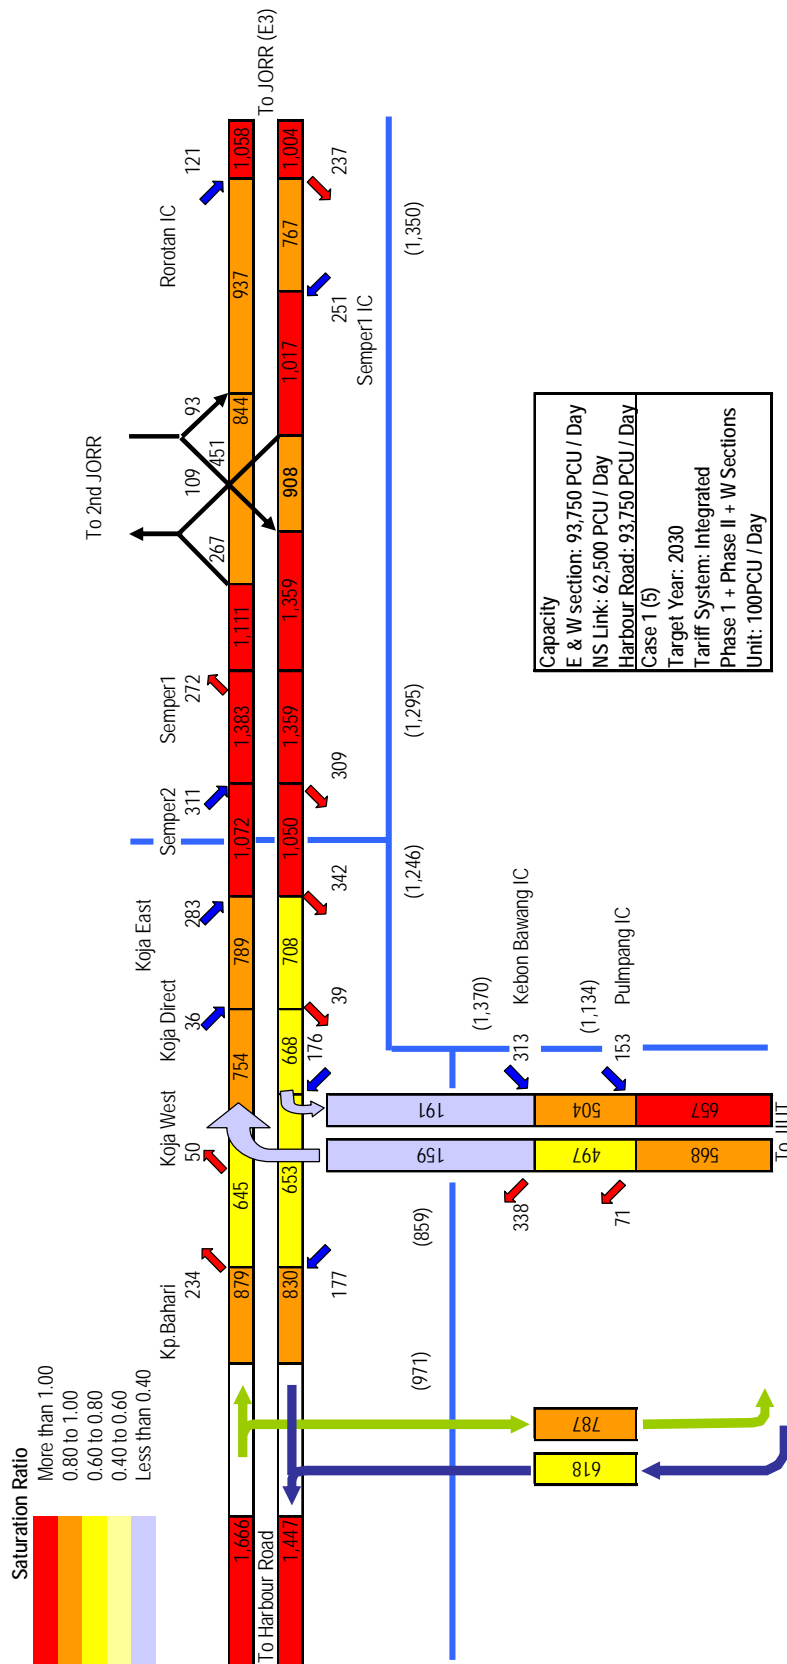 Saturation Ratio
More than 1.00
0.80 to 1.00
0.60 to 0.80
0.40 to 0.60
Less than 0.40
To 2nd JORR
Kp.Bahari
Koja West
Koja Direct
Koja East
Semper2
Semper1
Rorotan IC
234
50
36
283
311
272
267
109
451
93
121
1,666
879
645
754
789
1,072
1,383
1,111
844
937
1,058
To Harbour Road
To JORR (E3)
1,447
830
653
668
708
1,050
1,359
1,359
908
1,017
767
1,004
177
176
39
342
309
251
237
Semper1 IC
(971)
(859)
(1,370)
(1,246)
(1,295)
(1,350)
159
191
338
313
Kebon Bawang IC
618
787
497
504
(1,134)
71
153
Pulmpang IC
568
657
To JIUT
Capacity
E & W section: 93,750 PCU / Day
NS Link: 62,500 PCU / Day
Harbour Road: 93,750 PCU / Day
Case 1 (5)
Target Year: 2030
Tariff System: Integrated
Phase 1 + Phase II + W Sections
Unit: 100PCU / Day